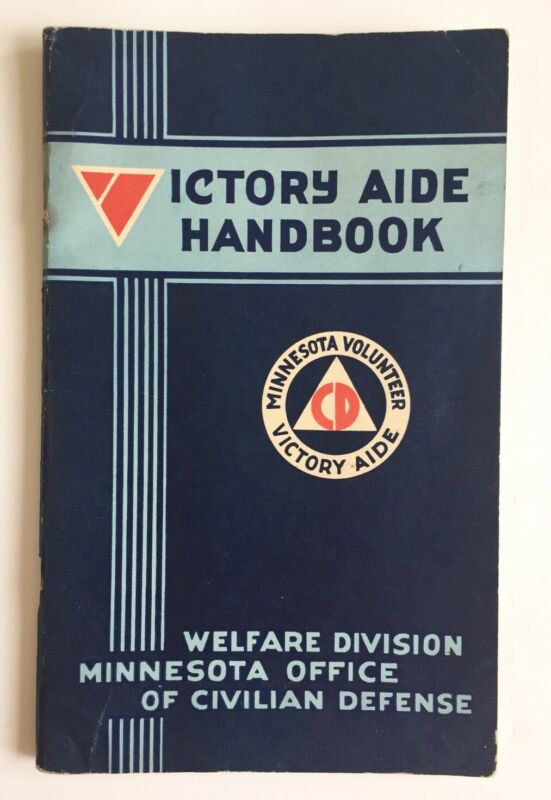 VICTORY AIDE
HANDBOOK
MINNESOTA VOLUNTEER
CD
VICTORY AIDE
WELFARE DIVISION
MINNESOTA OFFICE
OF CIVILIAN DEFENSE